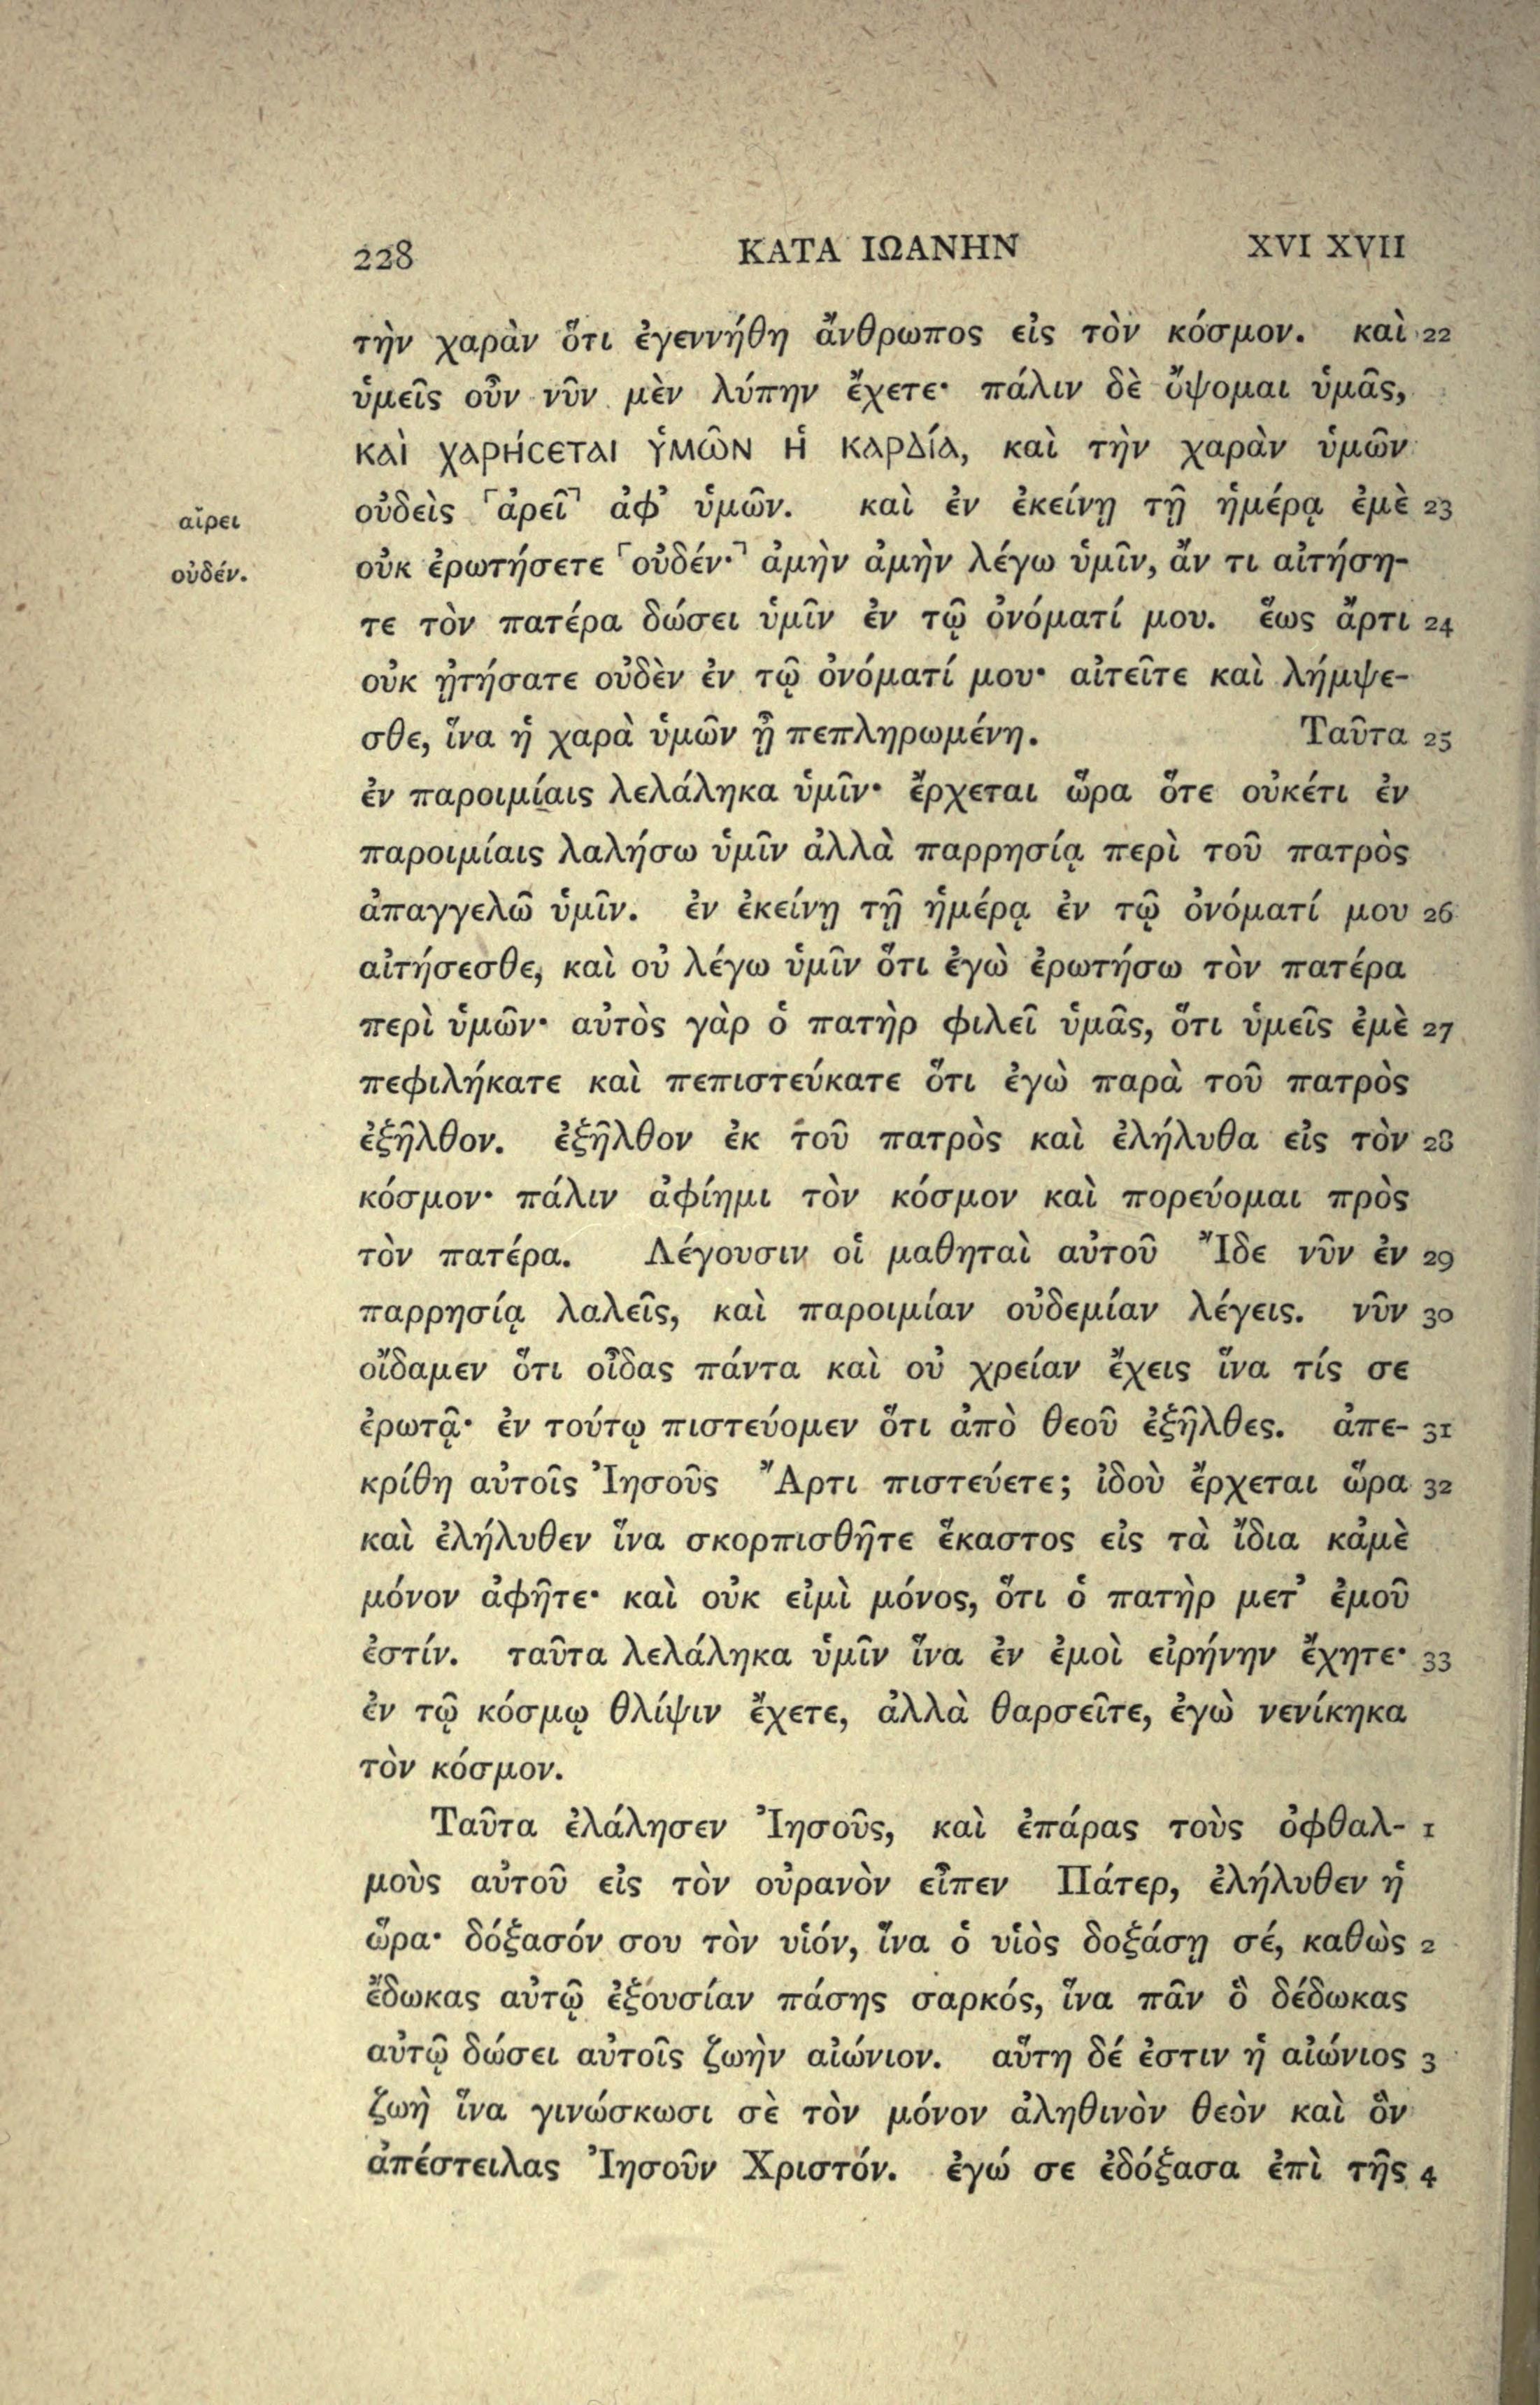 228 ΚΑΤΑ ΙΩΑΝΗΝ XVI XVII
τὴν χαρὰν ὅτι ἐγεννήθη ἄνθρωπος εἰς τὸν κόσμον. καὶ 22
ὑμεῖς οὖν νῦν μὲν λύπην ἔχετε· πάλιν δὲ ὄψομαι ὑμᾶς,
καὶ χαρήσεται ὑμῶν ἡ καρδία, καὶ τὴν χαρὰν ὑμῶν
αἴρει οὐδεὶς ⸢ἀρεῖ⸣ ἀφ’ ὑμῶν. καὶ ἐν ἐκείνῃ τῇ ἡμέρᾳ ἐμὲ 23
οὐδέν. οὐκ ἐρωτήσετε ⸢οὐδέν·⸣ ἀμὴν ἀμὴν λέγω ὑμῖν, ἄν τι αἰτήση-
τε τὸν πατέρα δώσει ὑμῖν ἐν τῷ ὀνόματί μου. ἕως ἄρτι 24
οὐκ ᾐτήσατε οὐδὲν ἐν τῷ ὀνόματί μου· αἰτεῖτε καὶ λήμψε-
σθε, ἵνα ἡ χαρὰ ὑμῶν ᾖ πεπληρωμένη. Ταῦτα 25
ἐν παροιμίαις λελάληκα ὑμῖν· ἔρχεται ὥρα ὅτε οὐκέτι ἐν
παροιμίαις λαλήσω ὑμῖν ἀλλὰ παρρησίᾳ περὶ τοῦ πατρὸς
ἀπαγγελῶ ὑμῖν. ἐν ἐκείνῃ τῇ ἡμέρᾳ ἐν τῷ ὀνόματί μου 26
αἰτήσεσθε, καὶ οὐ λέγω ὑμῖν ὅτι ἐγὼ ἐρωτήσω τὸν πατέρα
περὶ ὑμῶν· αὐτὸς γὰρ ὁ πατὴρ φιλεῖ ὑμᾶς, ὅτι ὑμεῖς ἐμὲ 27
πεφιλήκατε καὶ πεπιστεύκατε ὅτι ἐγὼ παρὰ τοῦ πατρὸς
ἐξῆλθον. ἐξῆλθον ἐκ τοῦ πατρὸς καὶ ἐλήλυθα εἰς τὸν 28
κόσμον· πάλιν ἀφίημι τὸν κόσμον καὶ πορεύομαι πρὸς
τὸν πατέρα. Λέγουσιν οἱ μαθηταὶ αὐτοῦ Ἴδε νῦν ἐν 29
παρρησίᾳ λαλεῖς, καὶ παροιμίαν οὐδεμίαν λέγεις. νῦν 30
οἴδαμεν ὅτι οἶδας πάντα καὶ οὐ χρείαν ἔχεις ἵνα τίς σε
ἐρωτᾷ· ἐν τούτῳ πιστεύομεν ὅτι ἀπὸ θεοῦ ἐξῆλθες. ἀπε- 31
κρίθη αὐτοῖς Ἰησοῦς Ἄρτι πιστεύετε; ἰδοὺ ἔρχεται ὥρα 32
καὶ ἐλήλυθεν ἵνα σκορπισθῆτε ἕκαστος εἰς τὰ ἴδια κἀμὲ
μόνον ἀφῆτε· καὶ οὐκ εἰμὶ μόνος, ὅτι ὁ πατὴρ μετ’ ἐμοῦ
ἐστίν. ταῦτα λελάληκα ὑμῖν ἵνα ἐν ἐμοὶ εἰρήνην ἔχητε· 33
ἐν τῷ κόσμῳ θλίψιν ἔχετε, ἀλλὰ θαρσεῖτε, ἐγὼ νενίκηκα
τὸν κόσμον.
Ταῦτα ἐλάλησεν Ἰησοῦς, καὶ ἐπάρας τοὺς ὀφθαλ- 1
μοὺς αὐτοῦ εἰς τὸν οὐρανὸν εἶπεν Πάτερ, ἐλήλυθεν ἡ
ὥρα· δόξασόν σου τὸν υἱόν, ἵνα ὁ υἱὸς δοξάσῃ σέ, καθὼς 2
ἔδωκας αὐτῷ ἐξουσίαν πάσης σαρκός, ἵνα πᾶν ὃ δέδωκας
αὐτῷ δώσει αὐτοῖς ζωὴν αἰώνιον. αὕτη δέ ἐστιν ἡ αἰώνιος 3
ζωὴ ἵνα γινώσκωσι σὲ τὸν μόνον ἀληθινὸν θεὸν καὶ ὃν
ἀπέστειλας Ἰησοῦν Χριστόν. ἐγώ σε ἐδόξασα ἐπὶ τῆς 4